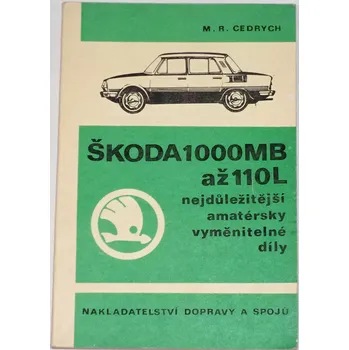 M. R. CEDRYCH
ŠKODA1000MB
až110L
nejdůležitější
amatérsky
vyměnitelné
díly
NAKLADATELSTVÍ DOPRAVY A SPOJŮ